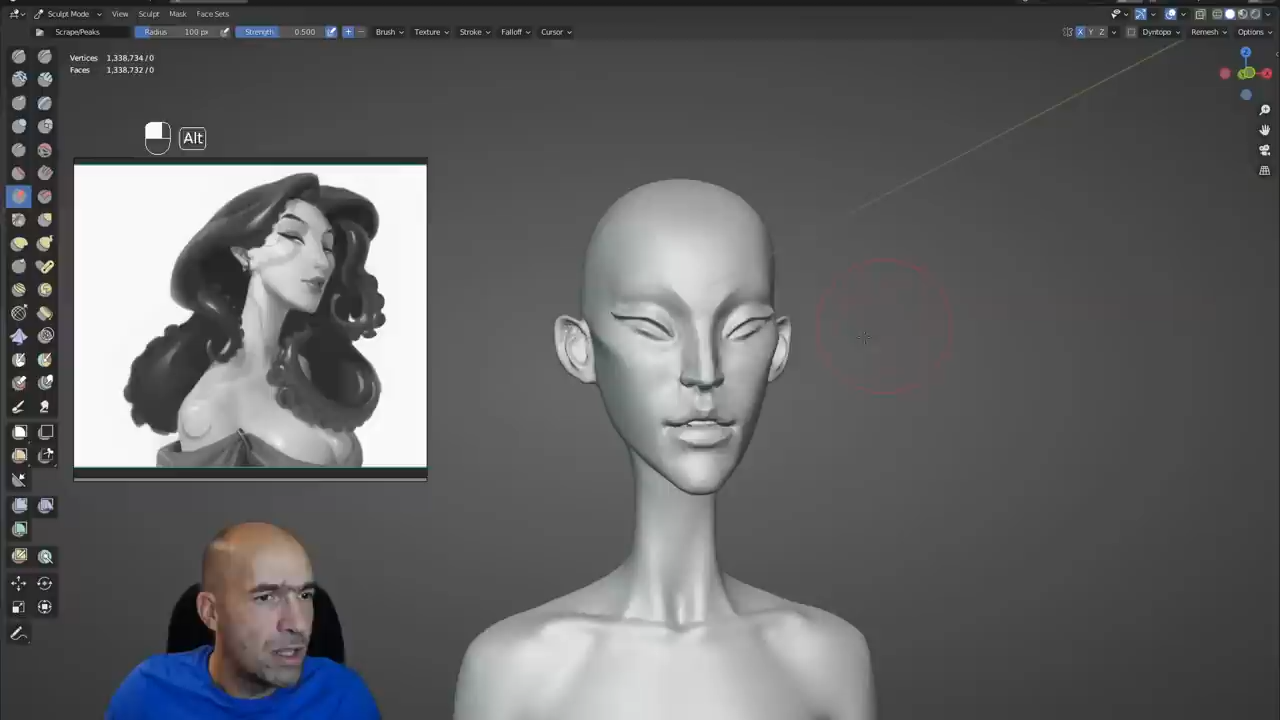 Sculpt Mode View Sculpt Mask Face Sets
Scrape/Peaks Radius 100 px Strength 0.500 Brush Texture Stroke Falloff Cursor X Y Z Dyntopo Remesh Options
Vertices 1,338,734 / 0
Faces 1,338,732 / 0
Alt
Z
X